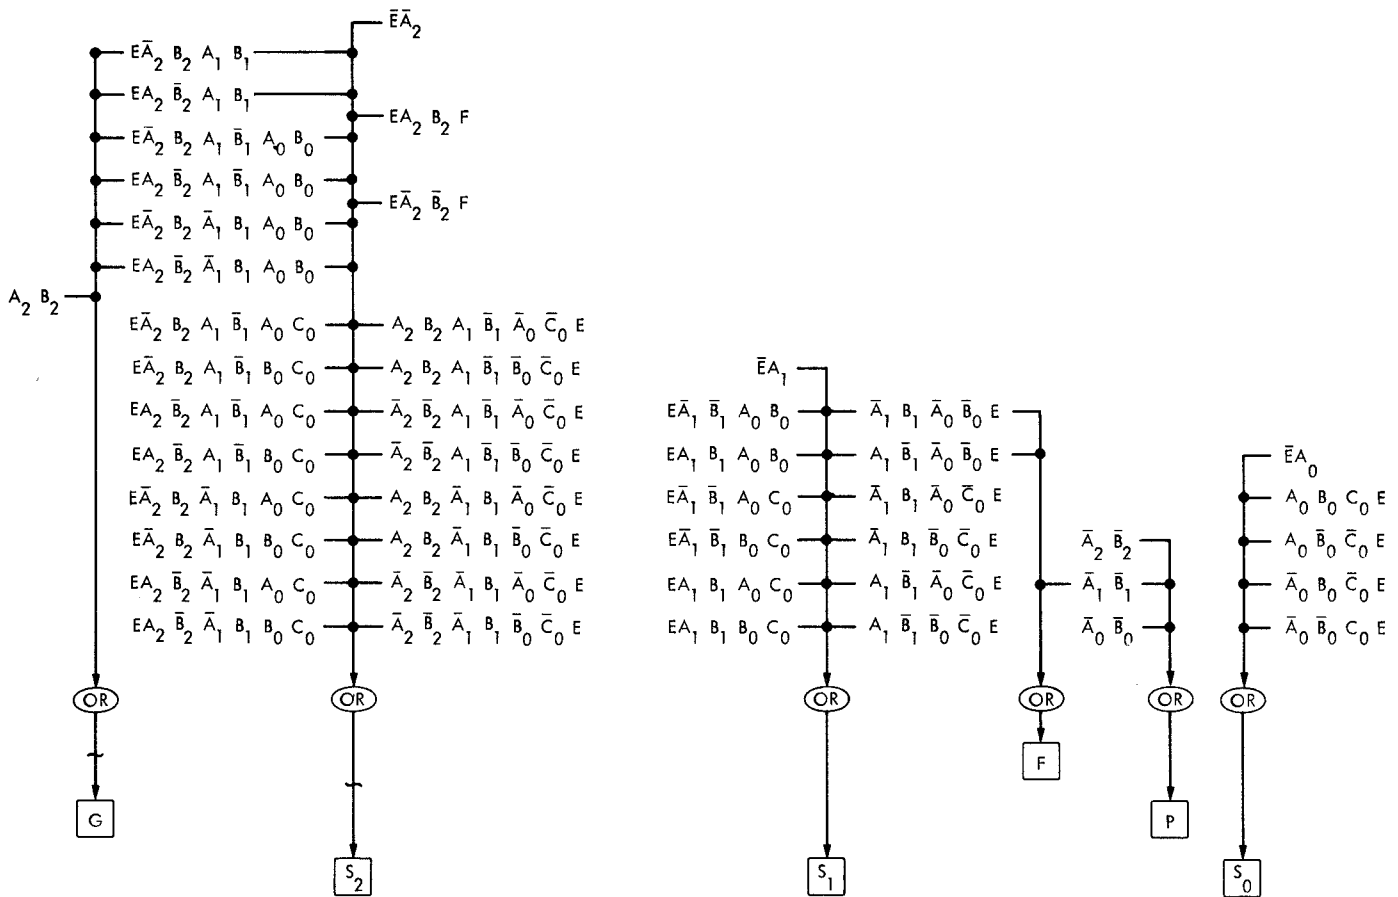 ĒĀ₂
EĀ₂ B₂ A₁ B₁
EA₂ B̄₂ A₁ B₁
EA₂ B₂ F
EĀ₂ B₂ A₁ B̄₁ A₀ B₀
EA₂ B̄₂ A₁ B̄₁ A₀ B₀
EĀ₂ B̄₂ F
EĀ₂ B₂ Ā₁ B₁ A₀ B₀
EA₂ B̄₂ Ā₁ B₁ A₀ B₀
A₂ B₂
EĀ₂ B₂ A₁ B̄₁ A₀ C₀ A₂ B₂ A₁ B̄₁ Ā₀ C̄₀ E
EĀ₂ B₂ A₁ B̄₁ B₀ C₀ A₂ B₂ A₁ B̄₁ B̄₀ C̄₀ E
EA₂ B̄₂ A₁ B̄₁ A₀ C₀ Ā₂ B̄₂ A₁ B̄₁ Ā₀ C̄₀ E
EA₂ B̄₂ A₁ B̄₁ B₀ C₀ Ā₂ B̄₂ A₁ B̄₁ B̄₀ C̄₀ E
EĀ₂ B₂ Ā₁ B₁ A₀ C₀ A₂ B₂ Ā₁ B₁ Ā₀ C̄₀ E
EĀ₂ B₂ Ā₁ B₁ B₀ C₀ A₂ B₂ Ā₁ B₁ B̄₀ C̄₀ E
EA₂ B̄₂ Ā₁ B₁ A₀ C₀ Ā₂ B̄₂ Ā₁ B₁ Ā₀ C̄₀ E
EA₂ B̄₂ Ā₁ B₁ B₀ C₀ Ā₂ B̄₂ Ā₁ B₁ B̄₀ C̄₀ E
ĒA₁
EĀ₁ B̄₁ A₀ B₀ Ā₁ B₁ Ā₀ B̄₀ E
EA₁ B₁ A₀ B₀ A₁ B̄₁ Ā₀ B̄₀ E
EĀ₁ B̄₁ A₀ C₀ Ā₁ B₁ Ā₀ C̄₀ E
EĀ₁ B̄₁ B₀ C₀ Ā₁ B₁ B̄₀ C̄₀ E
EA₁ B₁ A₀ C₀ A₁ B̄₁ Ā₀ C̄₀ E
EA₁ B₁ B₀ C₀ A₁ B̄₁ B̄₀ C̄₀ E
Ā₂ B̄₂
Ā₁ B̄₁
Ā₀ B̄₀
ĒA₀
A₀ B₀ C₀ E
A₀ B̄₀ C̄₀ E
Ā₀ B₀ C̄₀ E
Ā₀ B̄₀ C₀ E
OR OR OR OR OR OR
F
G
P
S₂
S₁
S₀